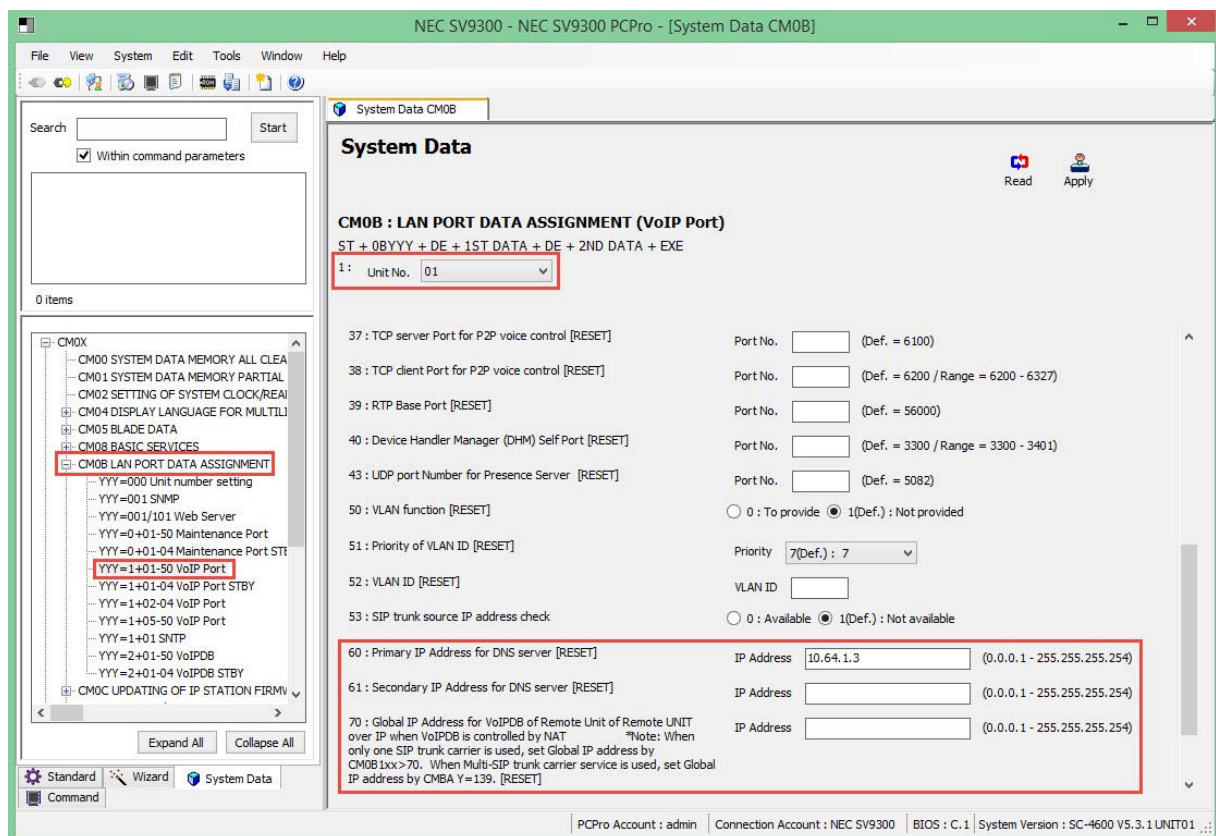 NEC SV9300 - NEC SV9300 PCPro - [System Data CM0B]
File View System Edit Tools Window Help
Search Start
Within command parameters
0 items
CM0X
CM00 SYSTEM DATA MEMORY ALL CLEA
CM01 SYSTEM DATA MEMORY PARTIAL
CM02 SETTING OF SYSTEM CLOCK/REA
CM04 DISPLAY LANGUAGE FOR MULTILI
CM05 BLADE DATA
CM08 BASIC SERVICES
CM0B LAN PORT DATA ASSIGNMENT
YYY=000 Unit number setting
YYY=001 SNMP
YYY=001/101 Web Server
YYY=0+01-50 Maintenance Port
YYY=0+01-04 Maintenance Port STE
YYY=1+01-50 VoIP Port
YYY=1+01-04 VoIP Port STBY
YYY=1+02-04 VoIP Port
YYY=1+05-50 VoIP Port
YYY=1+01 SNTP
YYY=2+01-50 VoIPDB
YYY=2+01-04 VoIPDB STBY
CM0C UPDATING OF IP STATION FIRMW
Expand All Collapse All
Standard Wizard System Data
Command
System Data CM0B
System Data
Read Apply
CM0B : LAN PORT DATA ASSIGNMENT (VoIP Port)
ST + 0BYYY + DE + 1ST DATA + DE + 2ND DATA + EXE
1 : Unit No. 01
37 : TCP server Port for P2P voice control [RESET] Port No. (Def. = 6100)
38 : TCP client Port for P2P voice control [RESET] Port No. (Def. = 6200 / Range = 6200 - 6327)
39 : RTP Base Port [RESET] Port No. (Def. = 56000)
40 : Device Handler Manager (DHM) Self Port [RESET] Port No. (Def. = 3300 / Range = 3300 - 3401)
43 : UDP port Number for Presence Server [RESET] Port No. (Def. = 5082)
50 : VLAN function [RESET] 0 : To provide 1(Def.) : Not provided
51 : Priority of VLAN ID [RESET] Priority 7(Def.) : 7
52 : VLAN ID [RESET] VLAN ID
53 : SIP trunk source IP address check 0 : Available 1(Def.) : Not available
60 : Primary IP Address for DNS server [RESET] IP Address 10.64.1.3 (0.0.0.1 - 255.255.255.254)
61 : Secondary IP Address for DNS server [RESET] IP Address (0.0.0.1 - 255.255.255.254)
70 : Global IP Address for VoIPDB of Remote Unit of Remote UNIT IP Address (0.0.0.1 - 255.255.255.254)
over IP when VoIPDB is controlled by NAT *Note: When
only one SIP trunk carrier is used, set Global IP address by
CM0B1xx>70. When Multi-SIP trunk carrier service is used, set Global
IP address by CMBA Y=139. [RESET]
PCPro Account : admin Connection Account : NEC SV9300 BIOS : C.1 System Version : SC-4600 V5.3.1 UNIT01